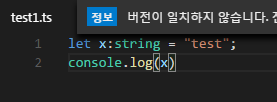 test1.ts
정보 버전이 일치하지 않습니다.
1 let x:string = "test";
2 console.log(x)